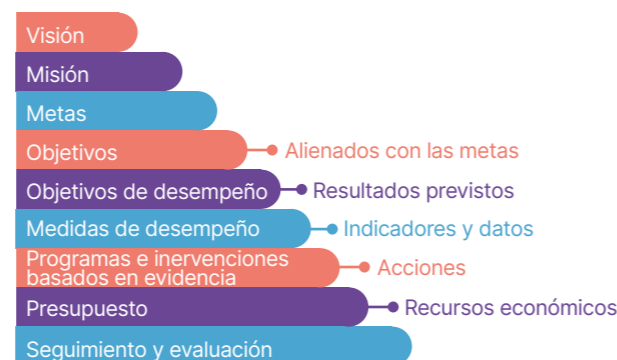 Visión
Misión
Metas
Objetivos
Alienados con las metas
Objetivos de desempeño
Resultados previstos
Medidas de desempeño
Indicadores y datos
Programas e inervenciones
basados en evidencia
Acciones
Presupuesto
Recursos económicos
Seguimiento y evaluación